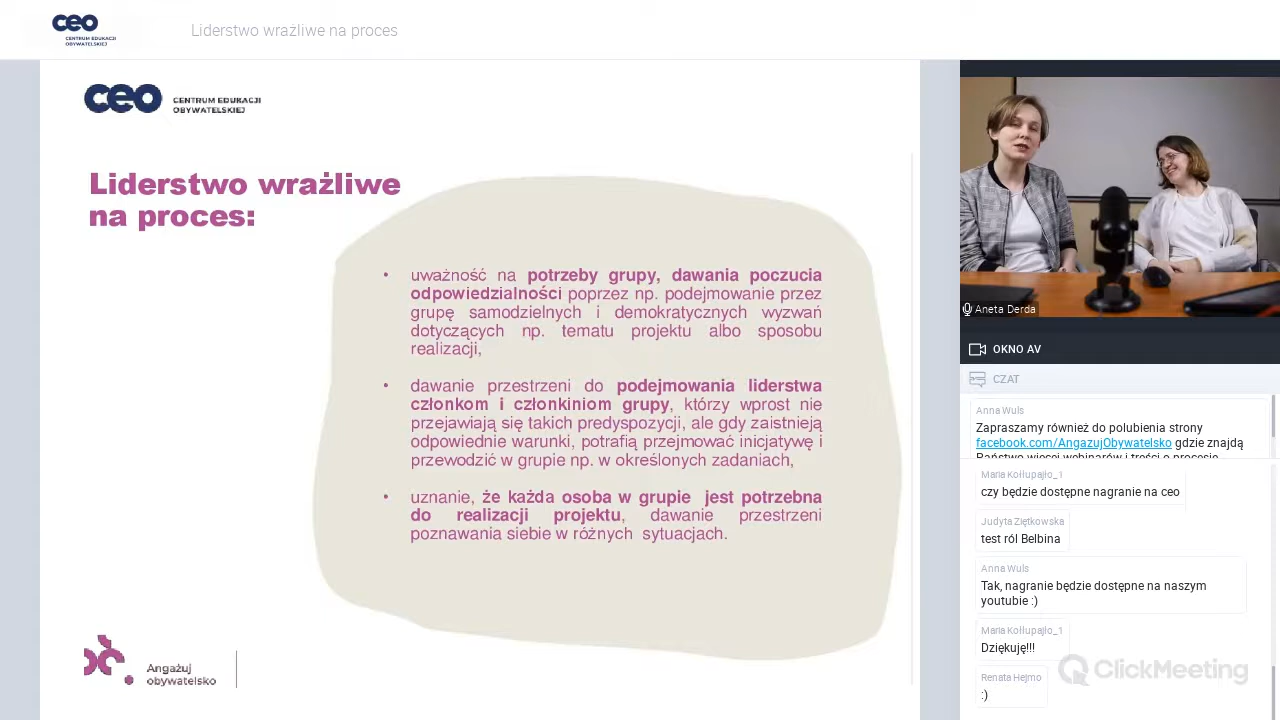 ceo
CENTRUM EDUKACJI
OBYWATELSKIEJ
Liderstwo wrażliwe na proces
ceo
CENTRUM EDUKACJI
OBYWATELSKIEJ
Liderstwo wrażliwe
na proces:
• uważność na potrzeby grupy, dawania poczucia
odpowiedzialności poprzez np. podejmowanie przez
grupę samodzielnych i demokratycznych wyzwań
dotyczących np. tematu projektu albo sposobu
realizacji,
• dawanie przestrzeni do podejmowania liderstwa
członkom i członkiniom grupy, którzy wprost nie
przejawiają się takich predyspozycji, ale gdy zaistnieją
odpowiednie warunki, potrafią przejmować inicjatywę i
przewodzić w grupie np. w określonych zadaniach,
• uznanie, że każda osoba w grupie jest potrzebna
do realizacji projektu, dawanie przestrzeni
poznawania siebie w różnych sytuacjach.
Angażuj
obywatelsko
Aneta Derda
OKNO AV
CZAT
Anna Wuls
Zapraszamy również do polubienia strony
facebook.com/AngazujObywatelsko gdzie znajdą
Państwo więcej webinarów i treści o procesie
Maria Kołłupajło_1
czy będzie dostępne nagranie na ceo
Judyta Ziętkowska
test ról Belbina
Anna Wuls
Tak, nagranie będzie dostępne na naszym
youtubie :)
Maria Kołłupajło_1
Dziękuję!!!
Renata Hejmo
:)
ClickMeeting